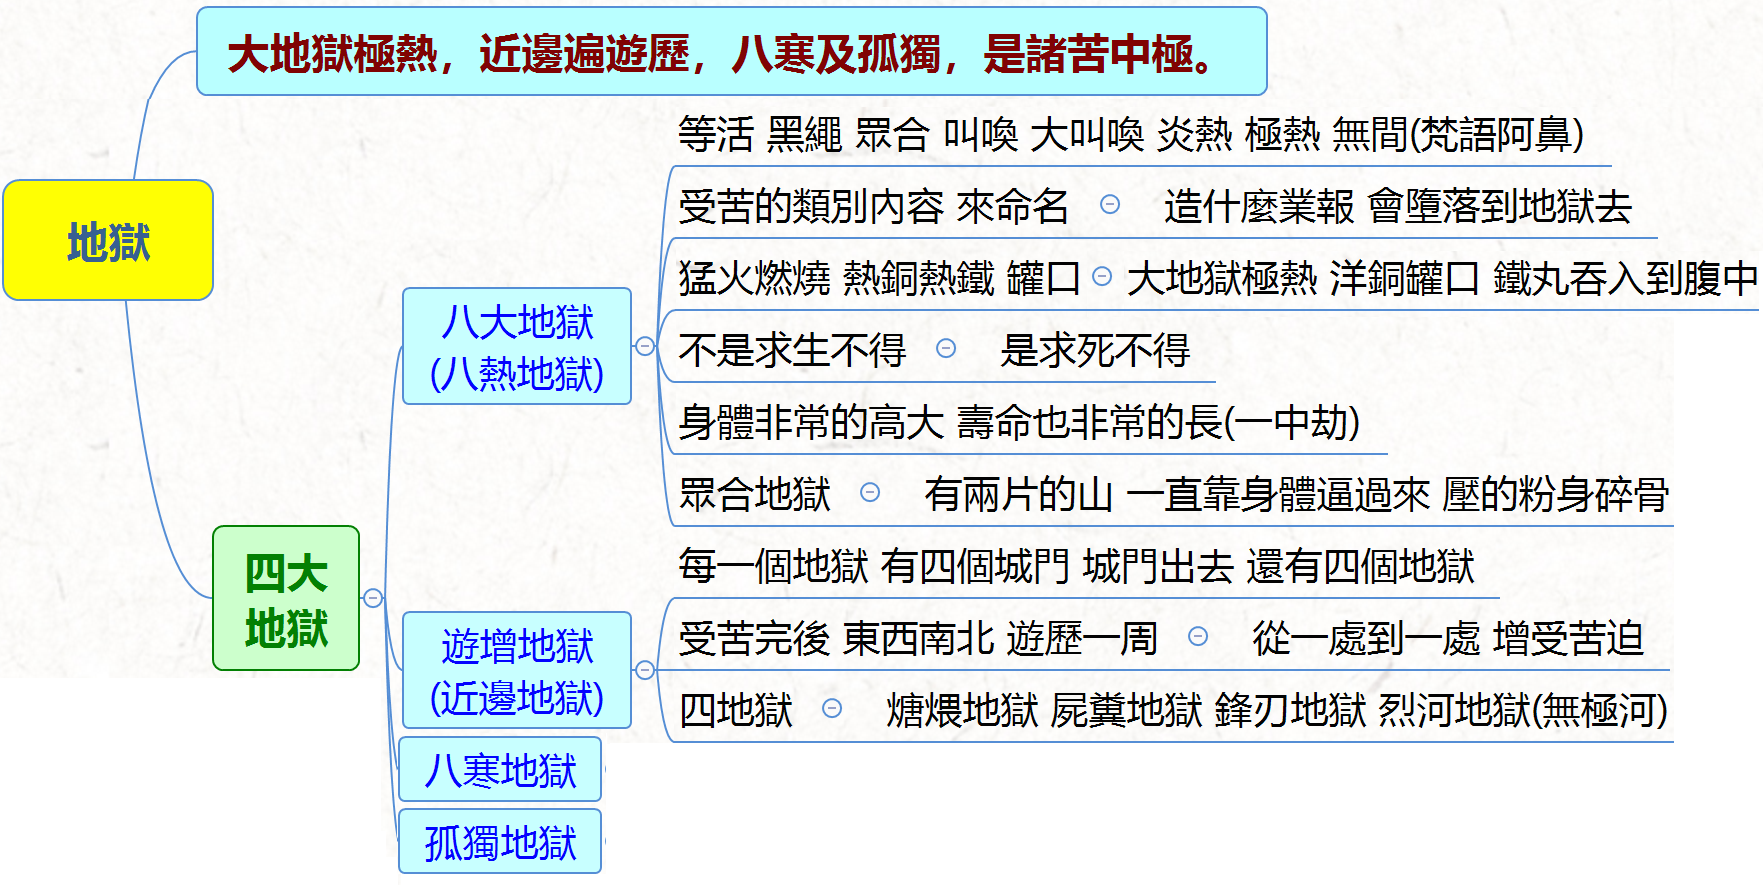 大地獄極熱，近邊遍遊歷，八寒及孤獨，是諸苦中極。
地獄
四大
地獄
八大地獄
(八熱地獄)
等活 黑繩 眾合 叫喚 大叫喚 炎熱 極熱 無間(梵語阿鼻)
受苦的類別內容 來命名 造什麼業報 會墮落到地獄去
猛火燃燒 熱銅熱鐵 罐口 大地獄極熱 洋銅罐口 鐵丸吞入到腹中
不是求生不得 是求死不得
身體非常的高大 壽命也非常的長(一中劫)
眾合地獄 有兩片的山 一直靠身體逼過來 壓的粉身碎骨
遊增地獄
(近邊地獄)
每一個地獄 有四個城門 城門出去 還有四個地獄
受苦完後 東西南北 遊歷一周 從一處到一處 增受苦迫
四地獄 煻煨地獄 屍糞地獄 鋒刃地獄 烈河地獄(無極河)
八寒地獄
孤獨地獄